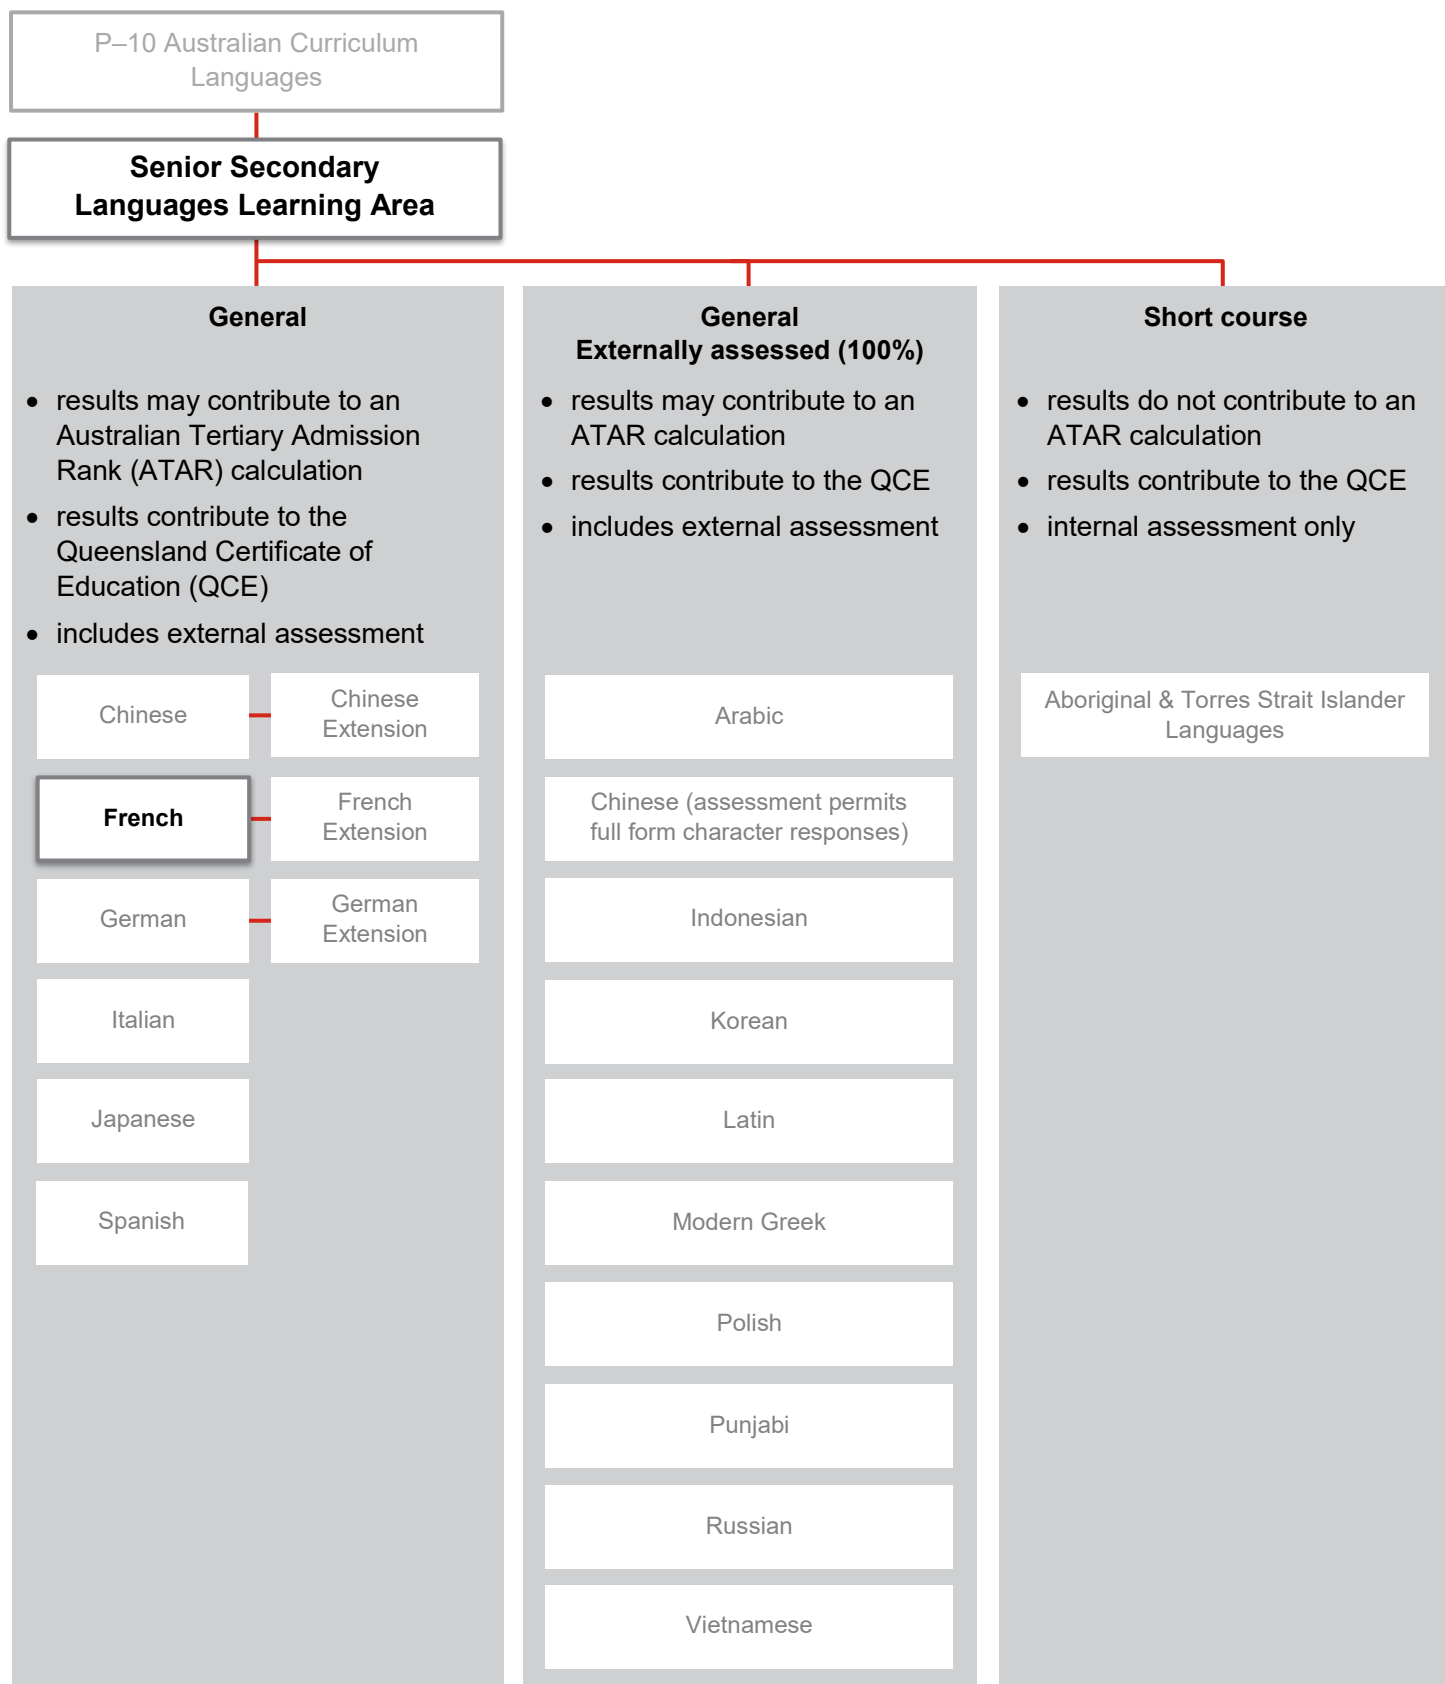 P–10 Australian Curriculum
Languages
Senior Secondary
Languages Learning Area
General
• results may contribute to an
Australian Tertiary Admission
Rank (ATAR) calculation
• results contribute to the
Queensland Certificate of
Education (QCE)
• includes external assessment
Chinese
Chinese
Extension
French
French
Extension
German
German
Extension
Italian
Japanese
Spanish
General
Externally assessed (100%)
• results may contribute to an
ATAR calculation
• results contribute to the QCE
• includes external assessment
Arabic
Chinese (assessment permits
full form character responses)
Indonesian
Korean
Latin
Modern Greek
Polish
Punjabi
Russian
Vietnamese
Short course
• results do not contribute to an
ATAR calculation
• results contribute to the QCE
• internal assessment only
Aboriginal & Torres Strait Islander
Languages